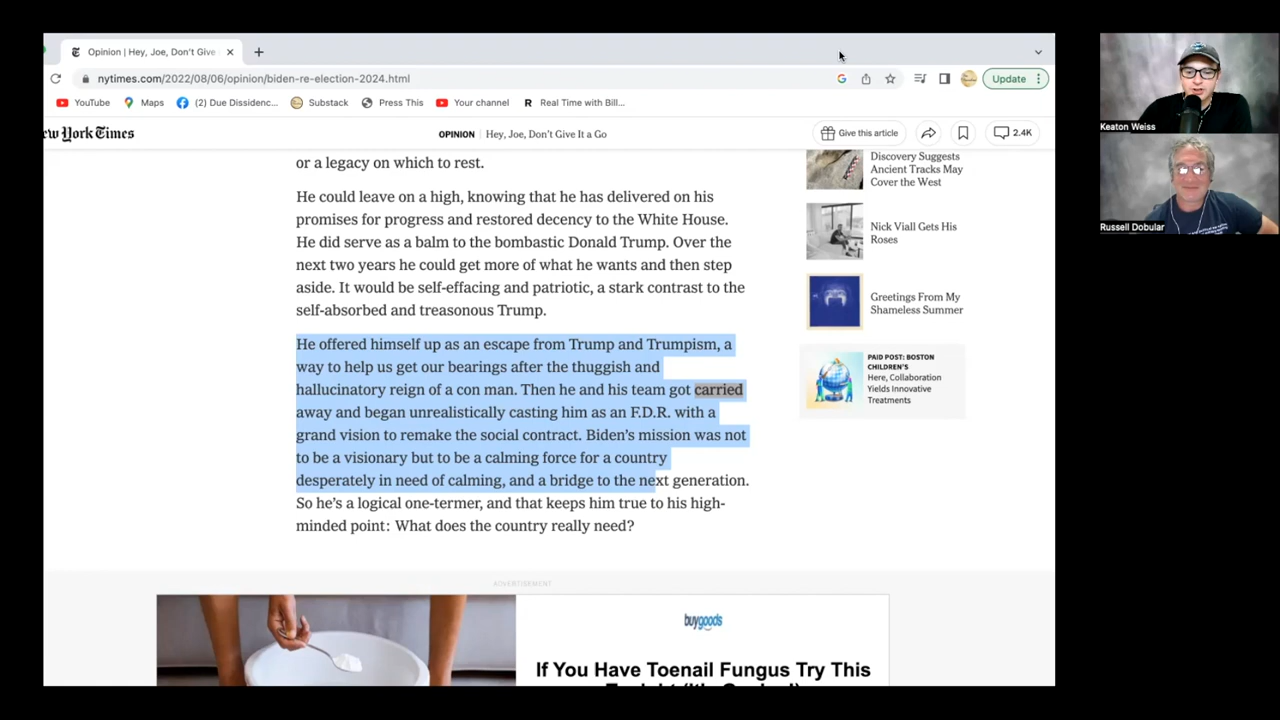 Opinion | Hey, Joe, Don't Give
nytimes.com/2022/08/06/opinion/biden-re-election-2024.html
Update
YouTube
Maps
(2) Due Dissidenc...
Substack
Press This
Your channel
R
Real Time with Bill...
ew York Times
OPINION
Hey, Joe, Don't Give It a Go
Give this article
2.4K
or a legacy on which to rest.
He could leave on a high, knowing that he has delivered on his
promises for progress and restored decency to the White House.
He did serve as a balm to the bombastic Donald Trump. Over the
next two years he could get more of what he wants and then step
aside. It would be self-effacing and patriotic, a stark contrast to the
self-absorbed and treasonous Trump.
He offered himself up as an escape from Trump and Trumpism, a
way to help us get our bearings after the thuggish and
hallucinatory reign of a con man. Then he and his team got carried
away and began unrealistically casting him as an F.D.R. with a
grand vision to remake the social contract. Biden's mission was not
to be a visionary but to be a calming force for a country
desperately in need of calming, and a bridge to the next generation.
So he's a logical one-termer, and that keeps him true to his high-
minded point: What does the country really need?
Discovery Suggests
Ancient Tracks May
Cover the West
Nick Viall Gets His
Roses
Greetings From My
Shameless Summer
PAID POST: BOSTON
CHILDREN'S
Here, Collaboration
Yields Innovative
Treatments
ADVERTISEMENT
buygoods
If You Have Toenail Fungus Try This
Keaton Weiss
Russell Dobular